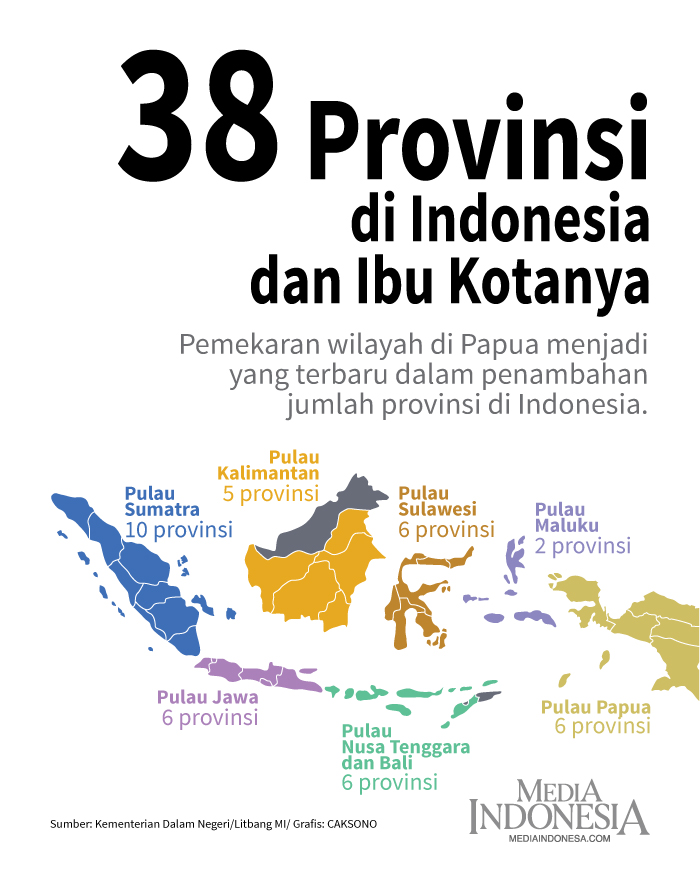 38 Provinsi
di Indonesia
dan Ibu Kotanya
Pemekaran wilayah di Papua menjadi
yang terbaru dalam penambahan
jumlah provinsi di Indonesia.
Pulau
Kalimantan
5 provinsi
Pulau
Sumatra
10 provinsi
Pulau
Sulawesi
6 provinsi
Pulau
Maluku
2 provinsi
Pulau Jawa
6 provinsi
Pulau Papua
6 provinsi
Pulau
Nusa Tenggara
dan Bali
6 provinsi
Sumber: Kementerian Dalam Negeri/Litbang MI/ Grafis: CAKSONO
MEDIA
INDONESIA
MEDIAINDONESA.COM